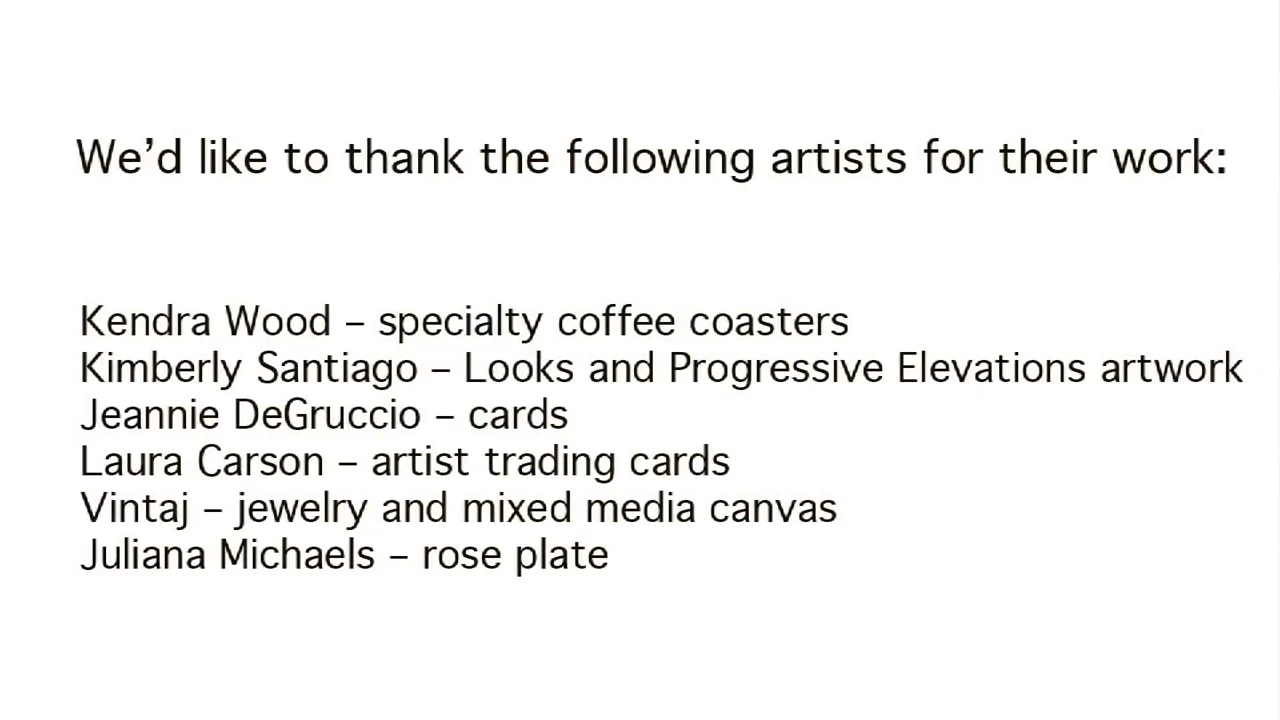 We’d like to thank the following artists for their work:
Kendra Wood – specialty coffee coasters
Kimberly Santiago – Looks and Progressive Elevations artwork
Jeannie DeGruccio – cards
Laura Carson – artist trading cards
Vintaj – jewelry and mixed media canvas
Juliana Michaels – rose plate